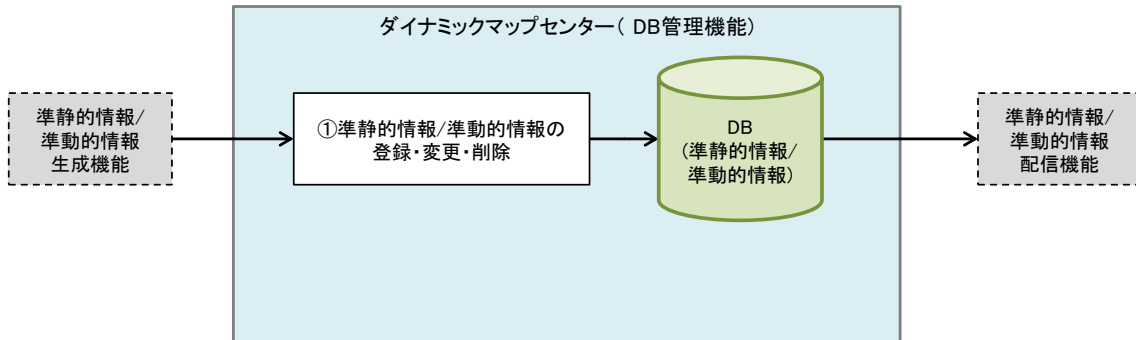 ダイナミックマップセンター( DB管理機能)
準静的情報/
準動的情報
生成機能
①準静的情報/準動的情報の
登録・変更・削除
DB
(準静的情報/
準動的情報)
準静的情報/
準動的情報
配信機能